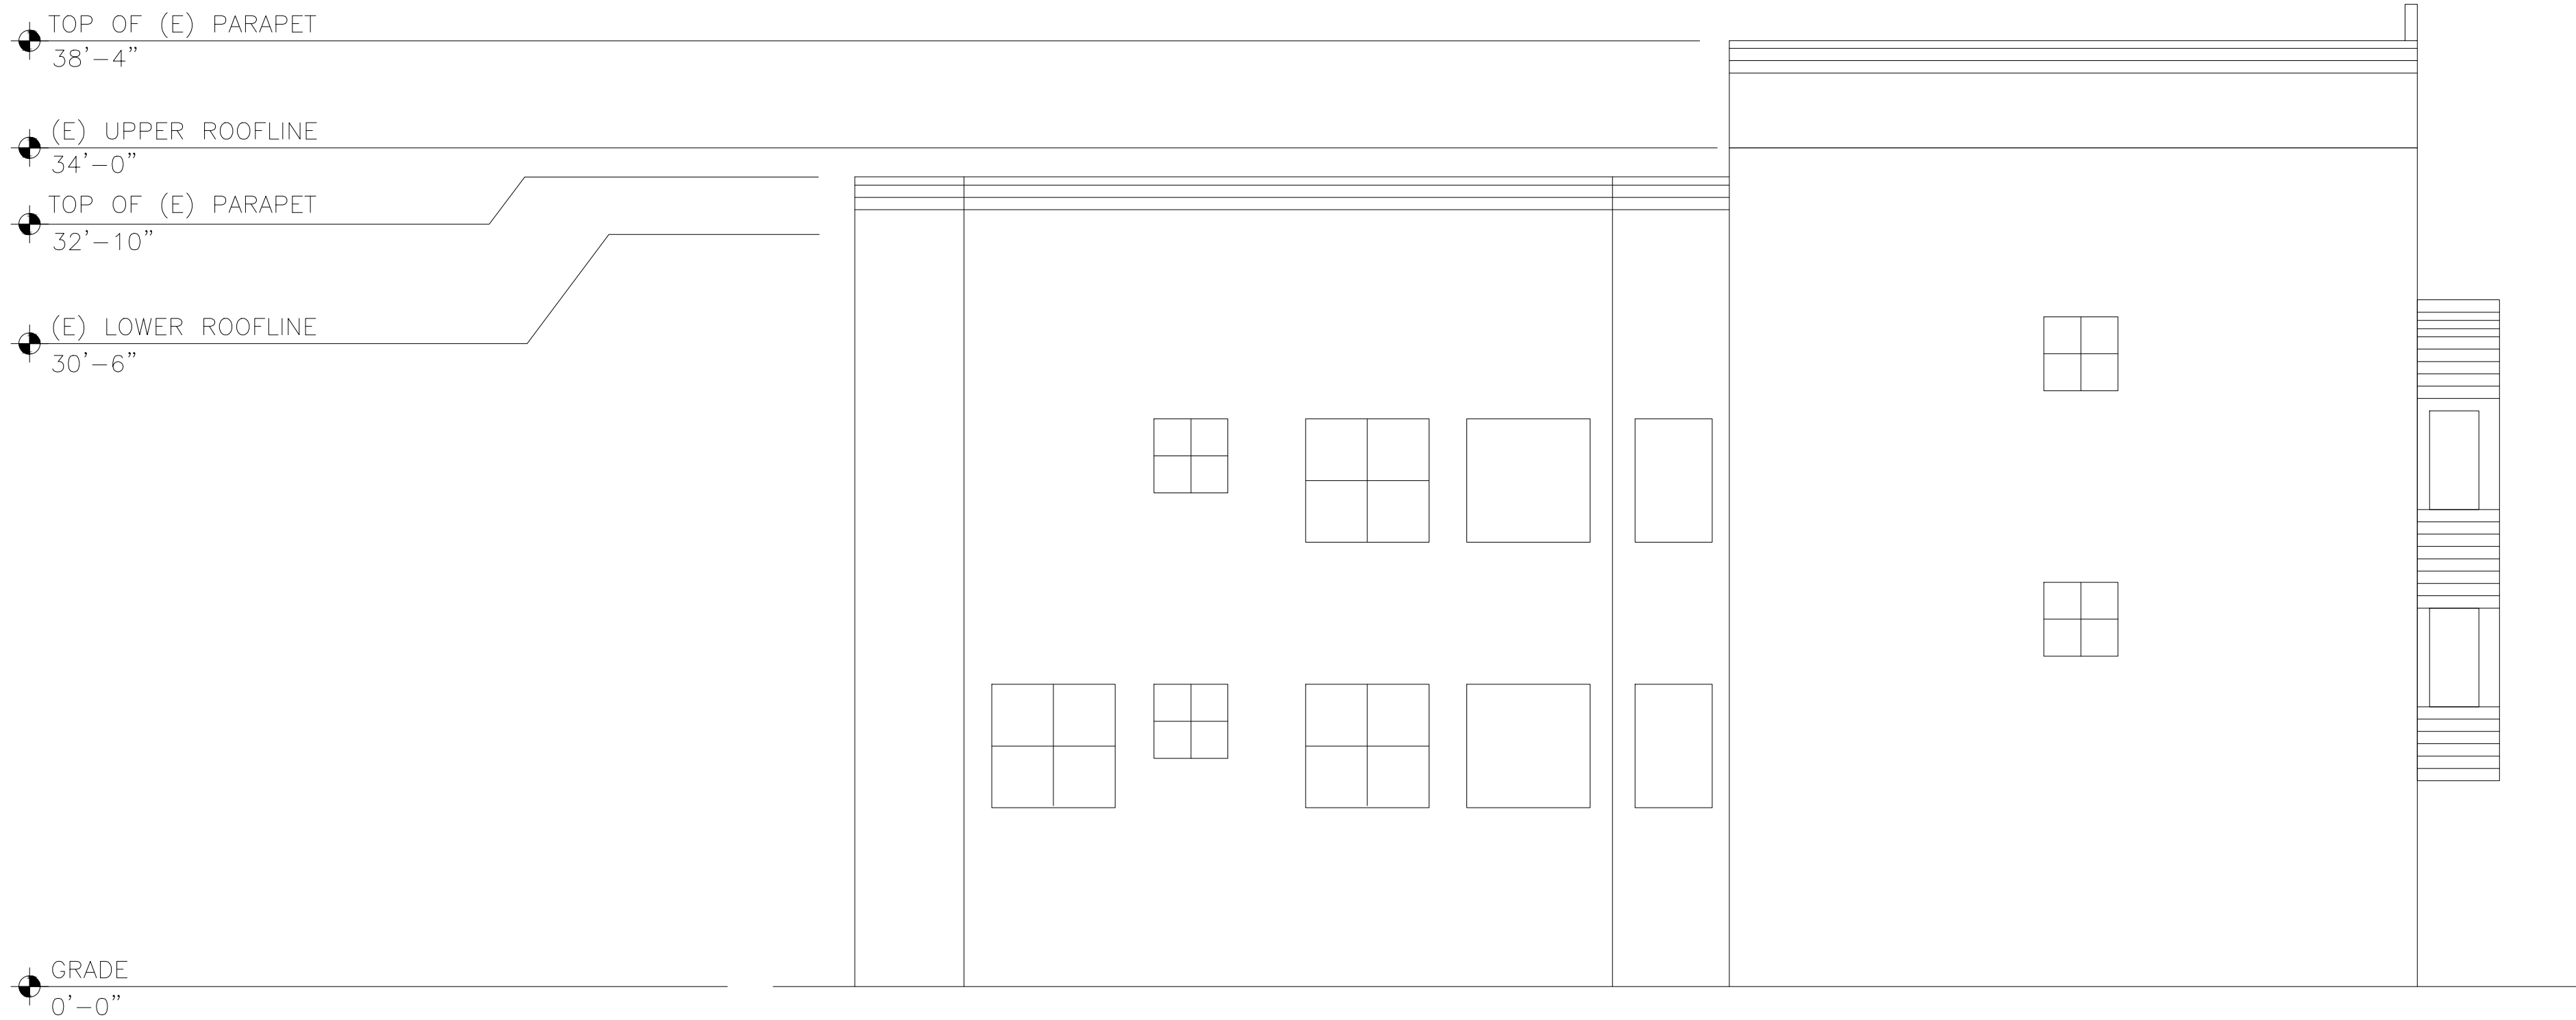 TOP OF (E) PARAPET
38'-4"
(E) UPPER ROOFLINE
34'-0"
TOP OF (E) PARAPET
32'-10"
(E) LOWER ROOFLINE
30'-6"
GRADE
0'-0"